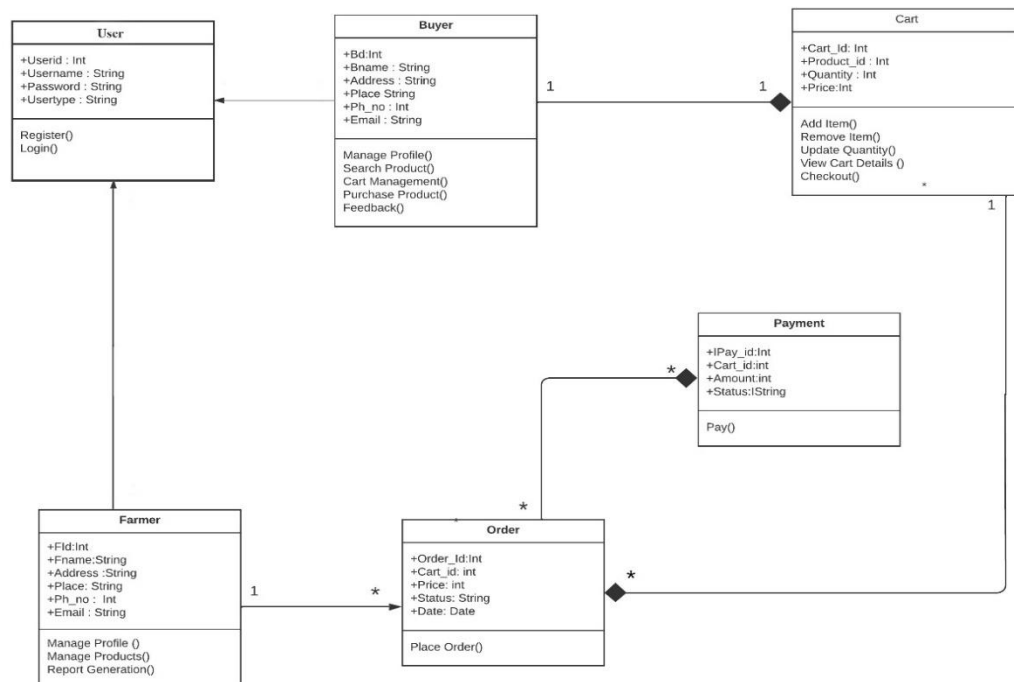 User
+Userid : Int
+Username : String
+Password : String
+Usertype : String
Register()
Login()
Buyer
+Bd:Int
+Bname : String
+Address : String
+Place String
+Ph_no : Int
+Email : String
Manage Profile()
Search Product()
Cart Management()
Purchase Product()
Feedback()
1
1
Cart
+Cart_Id: Int
+Product_id : Int
+Quantity : Int
+Price:Int
Add Item()
Remove Item()
Update Quantity()
View Cart Details ()
Checkout()
*
1
Payment
+IPay_id:Int
+Cart_id:int
+Amount:int
+Status:IString
Pay()
*
*
Farmer
+FId:Int
+Fname:String
+Address :String
+Place: String
+Ph_no : Int
+Email : String
Manage Profile ()
Manage Products()
Report Generation()
1
*
Order
+Order_Id:Int
+Cart_id: int
+Price: int
+Status: String
+Date: Date
Place Order()
*